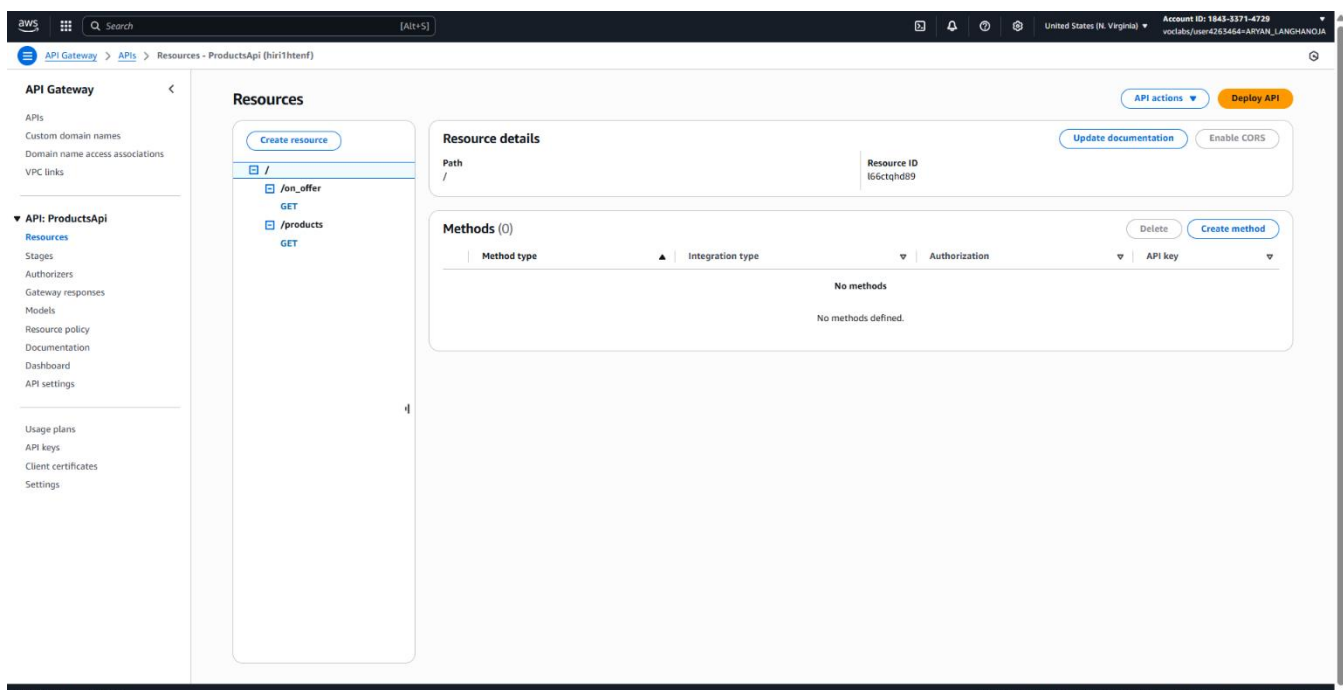 aws
Search [Alt+S]
United States (N. Virginia)
Account ID: 1843-3371-4729
voclabs/user4263464=ARYAN_LANGHANOJA
API Gateway > APIs > Resources - ProductsApi (hiri1htenf)
API Gateway
APIs
Custom domain names
Domain name access associations
VPC links
API: ProductsApi
Resources
Stages
Authorizers
Gateway responses
Models
Resource policy
Documentation
Dashboard
API settings
Usage plans
API keys
Client certificates
Settings
Resources
API actions
Deploy API
Create resource
/
/on_offer
GET
/products
GET
Resource details
Update documentation
Enable CORS
Path
/
Resource ID
l66ctqhd89
Methods (0)
Delete
Create method
Method type Integration type Authorization API key
No methods
No methods defined.